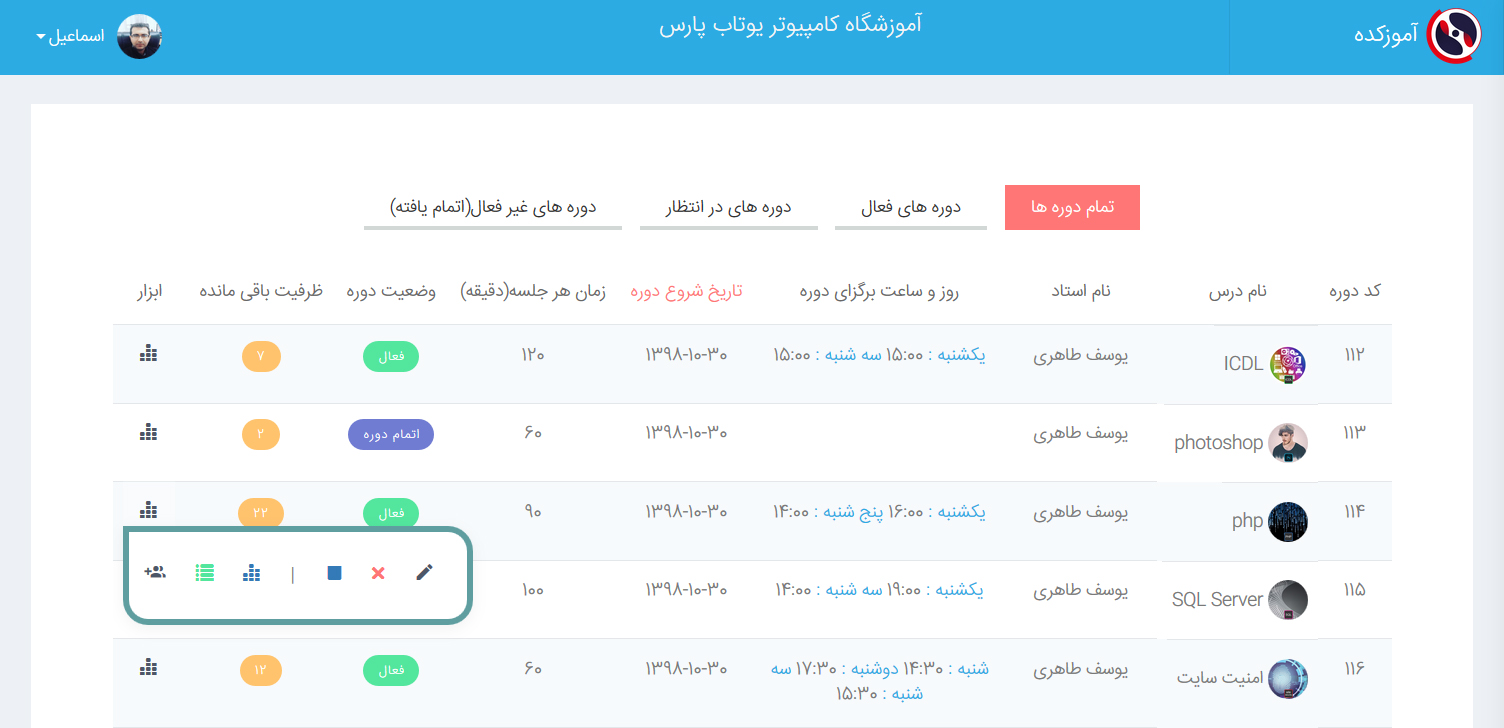 آموزکده
آموزشگاه کامپیوتر یوتاب پارس
اسماعیل
تمام دوره ها
دوره های فعال
دوره های در انتظار
دوره های غیر فعال(اتمام یافته)
کد دوره	نام درس	نام استاد	روز و ساعت برگزای دوره	تاریخ شروع دوره	زمان هر جلسه(دقیقه)	وضعیت دوره	ظرفیت باقی مانده	ابزار
۱۱۲	ICDL	یوسف طاهری	یکشنبه : ۱۵:۰۰ سه شنبه : ۱۵:۰۰	۱۳۹۸-۱۰-۳۰	۱۲۰	فعال	۷
۱۱۳	photoshop	یوسف طاهری	۱۳۹۸-۱۰-۳۰	۶۰	اتمام دوره	۲
۱۱۴	php	یوسف طاهری	یکشنبه : ۱۶:۰۰ پنج شنبه : ۱۴:۰۰	۱۳۹۸-۱۰-۳۰	۹۰	فعال	۲۲
۱۱۵	SQL Server	یوسف طاهری	یکشنبه : ۱۹:۰۰ سه شنبه : ۱۴:۰۰	۱۳۹۸-۱۰-۳۰	۱۰۰
۱۱۶	امنیت سایت	یوسف طاهری	شنبه : ۱۴:۳۰ دوشنبه : ۱۷:۳۰ سه	۱۳۹۸-۱۰-۳۰	۶۰	فعال	۱۲
شنبه : ۱۵:۳۰